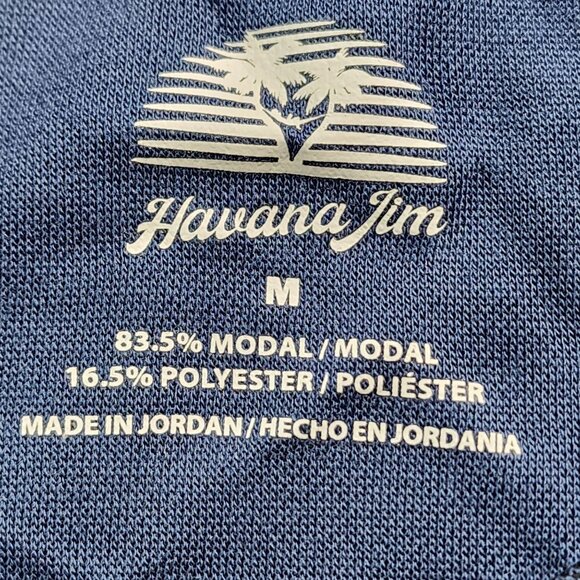 Havana Jim
M
83.5% MODAL / MODAL
16.5% POLYESTER / POLIÉSTER
MADE IN JORDAN / HECHO EN JORDANIA